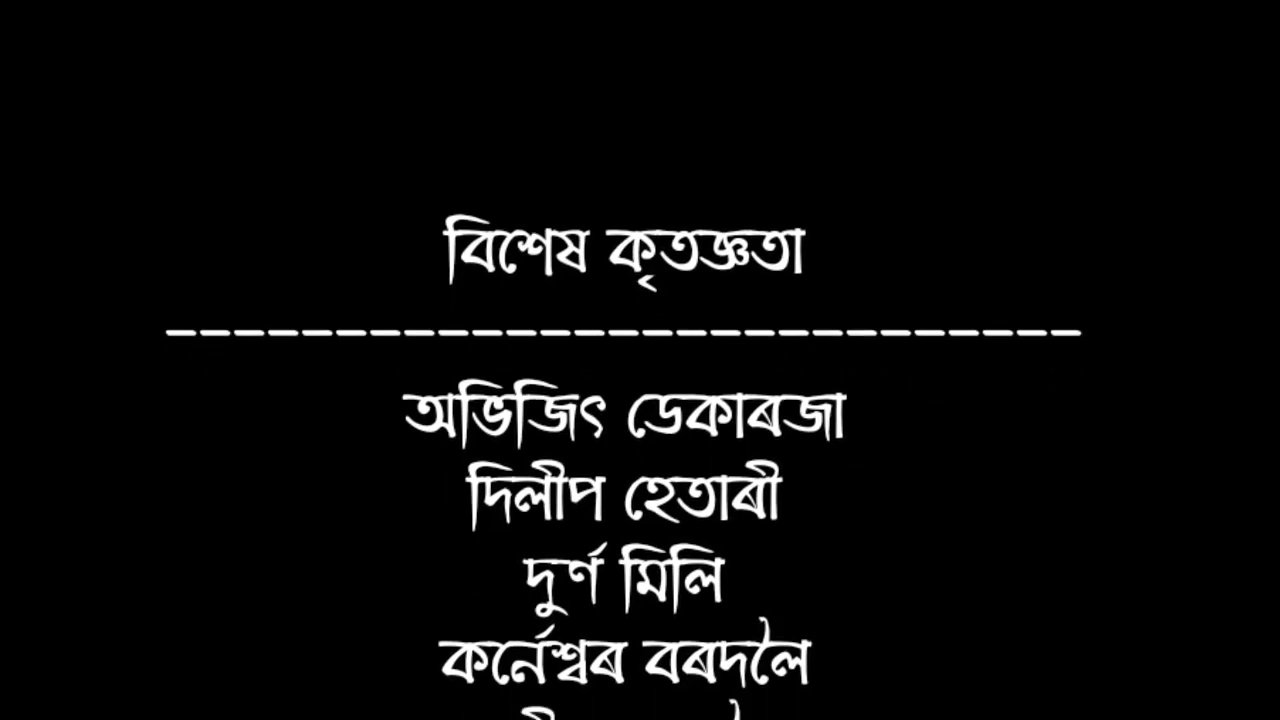 বিশেষ কৃতজ্ঞতা
---------------------------
অভিজিৎ ডেকাৰজা
দিলীপ হেতাৰী
দুৰ্ণ মিলি
কৰ্নেশ্বৰ বৰদলৈ